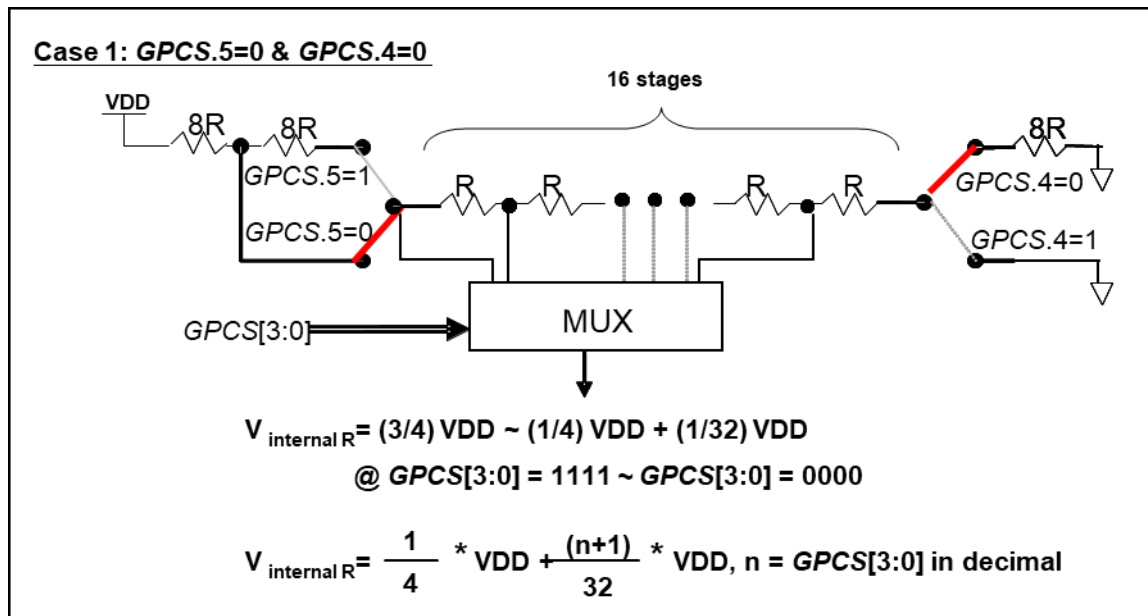 Case 1: GPCS.5=0 & GPCS.4=0
16 stages
VDD
8R
8R
8R
GPCS.5=1
R
R
R
R
GPCS.4=0
GPCS.5=0
GPCS.4=1
MUX
GPCS[3:0]
V internal R= (3/4) VDD ~ (1/4) VDD + (1/32) VDD
@ GPCS[3:0] = 1111 ~ GPCS[3:0] = 0000
V internal R= 1/4 * VDD + (n+1)/32 * VDD, n = GPCS[3:0] in decimal